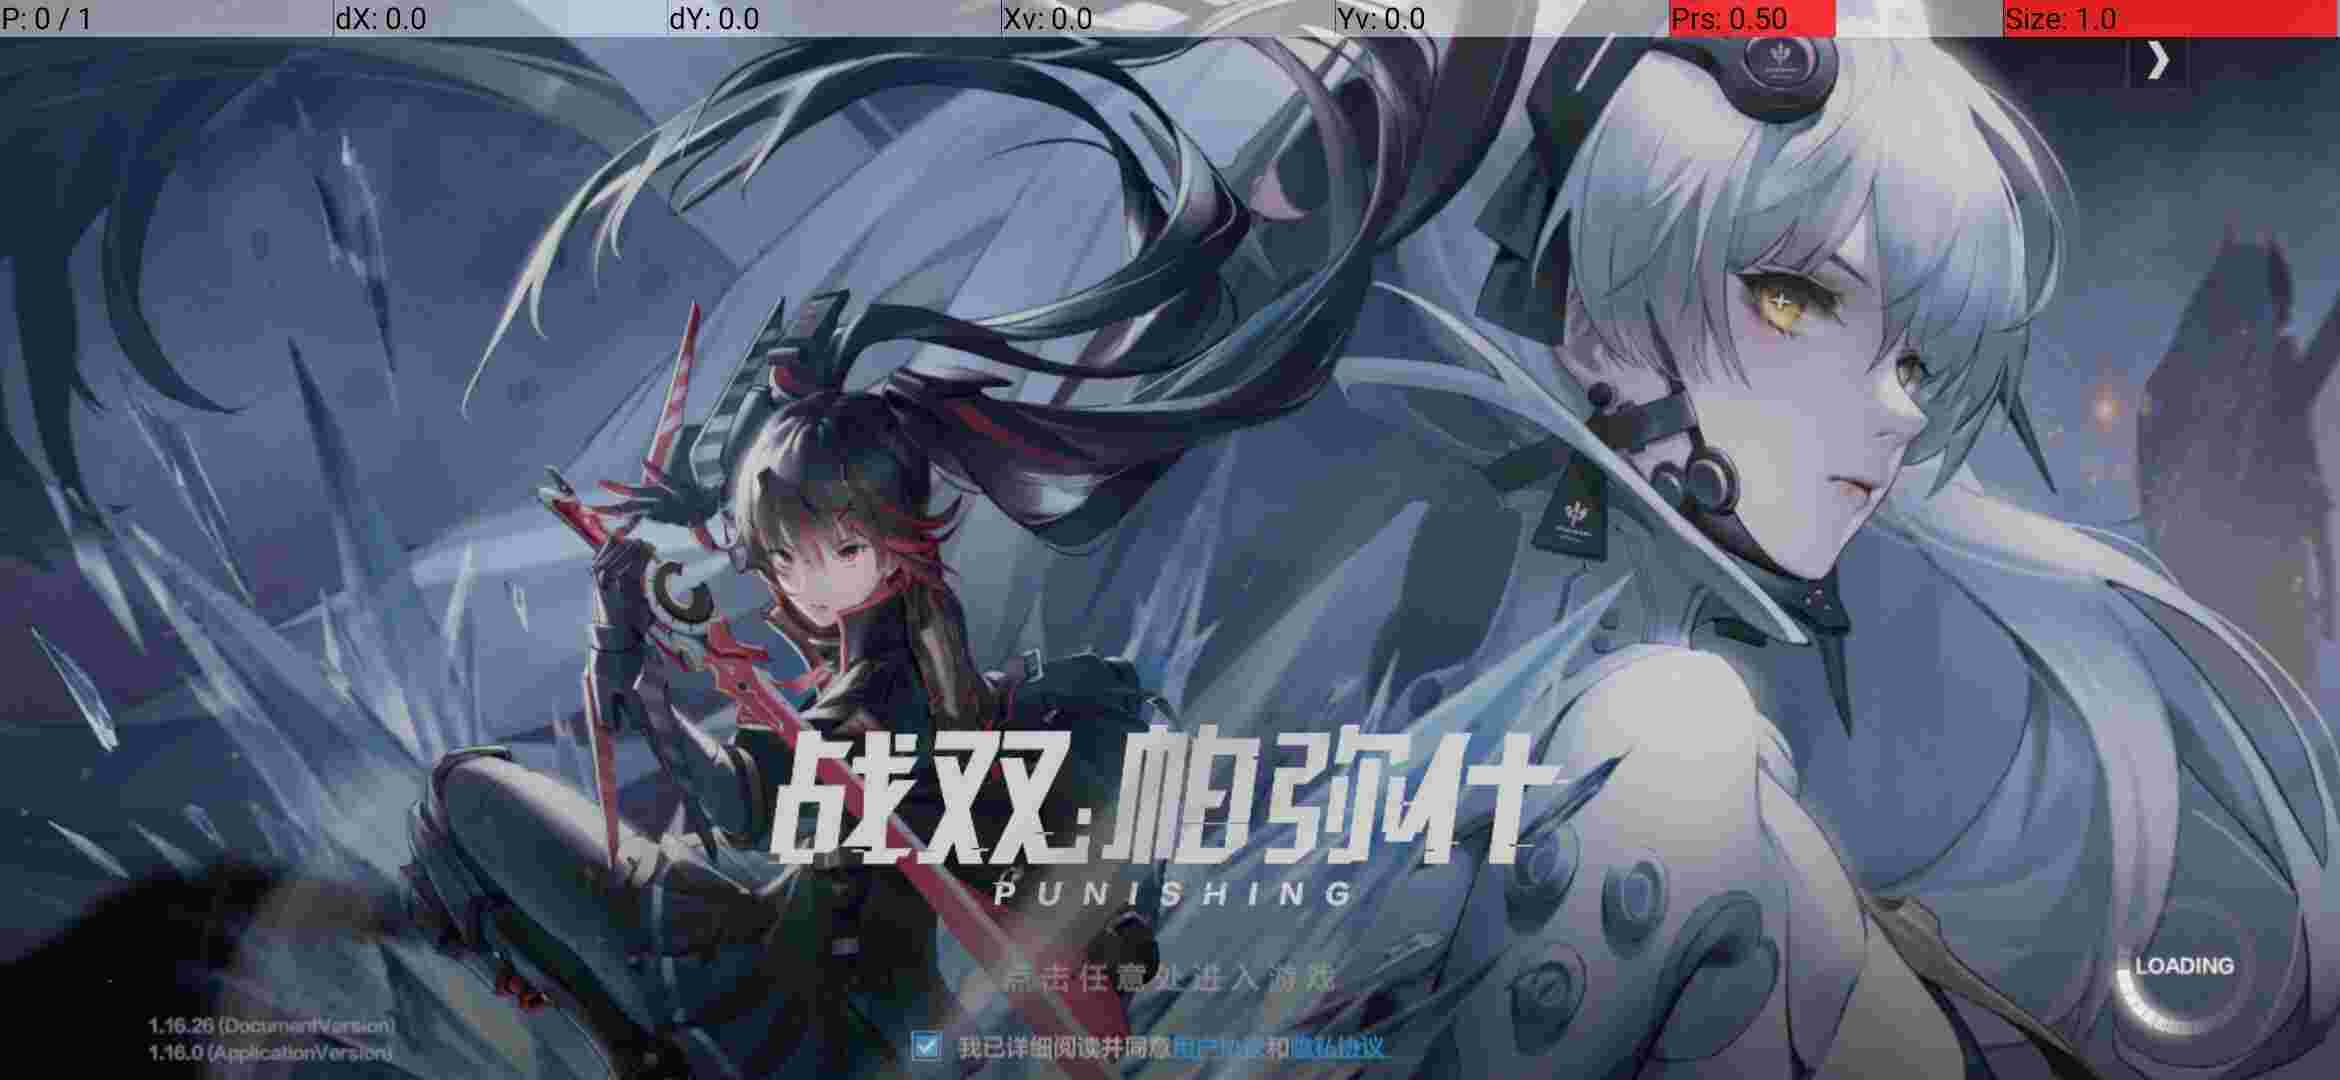 P: 0 / 1
dX: 0.0
dY: 0.0
Xv: 0.0
Yv: 0.0
Prs: 0.50
Size: 1.0
战双:帕弥什
PUNISHING
点击任意处进入游戏
LOADING
1.16.26 (DocumentVersion)
1.16.0 (ApplicationVersion)
我已详细阅读并同意用户协议和隐私协议